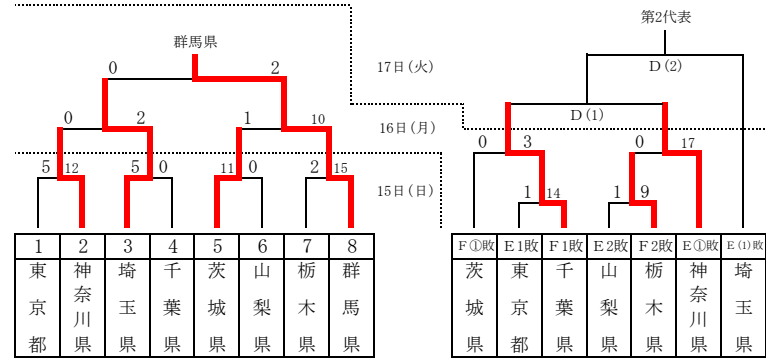 群馬県
0 2
0 2 1 10
5 12 5 0 11 0 2 15
1 2 3 4 5 6 7 8
東京都 神奈川県 埼玉県 千葉県 茨城県 山梨県 栃木県 群馬県
17日(火)
16日(月)
15日(日)
第2代表
D(2)
D(1)
0 3 0 17
1 14 1 9
F①敗 E1敗 F1敗 E2敗 F2敗 E①敗 E(1)敗
茨城県 東京都 千葉県 山梨県 栃木県 神奈川県 埼玉県